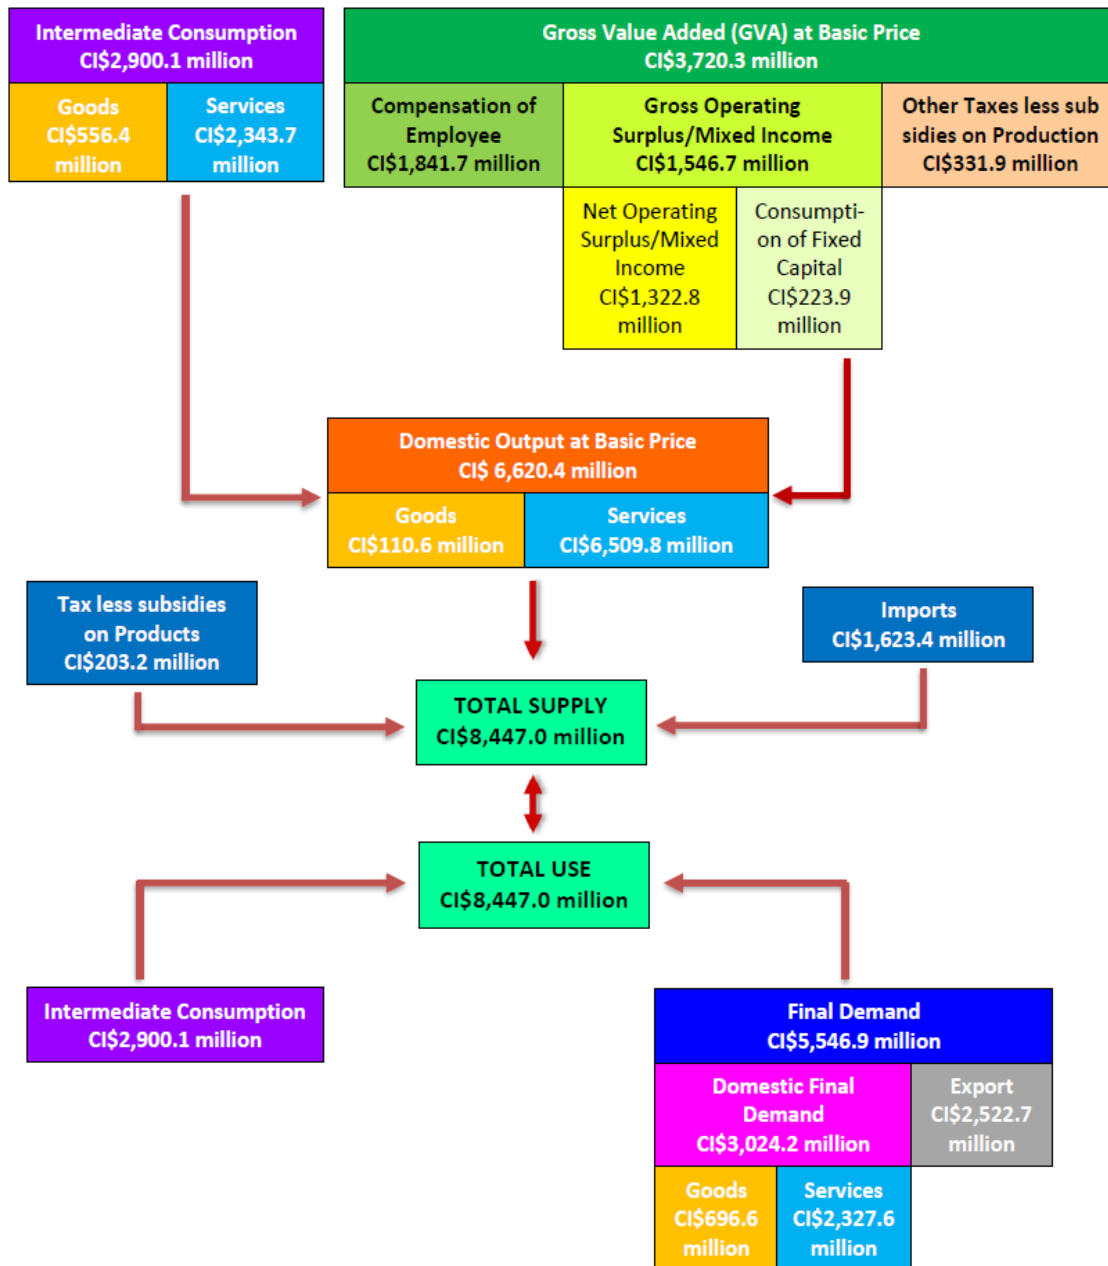 Intermediate Consumption
CI$2,900.1 million
Goods
CI$556.4
million
Services
CI$2,343.7
million
Gross Value Added (GVA) at Basic Price
CI$3,720.3 million
Compensation of
Employee
CI$1,841.7 million
Gross Operating
Surplus/Mixed Income
CI$1,546.7 million
Other Taxes less sub
sidies on Production
CI$331.9 million
Net Operating
Surplus/Mixed
Income
CI$1,322.8
million
Consumpti-
on of Fixed
Capital
CI$223.9
million
Domestic Output at Basic Price
CI$ 6,620.4 million
Goods
CI$110.6 million
Services
CI$6,509.8 million
Tax less subsidies
on Products
CI$203.2 million
Imports
CI$1,623.4 million
TOTAL SUPPLY
CI$8,447.0 million
TOTAL USE
CI$8,447.0 million
Intermediate Consumption
CI$2,900.1 million
Final Demand
CI$5,546.9 million
Domestic Final
Demand
CI$3,024.2 million
Export
CI$2,522.7
million
Goods
CI$696.6
million
Services
CI$2,327.6
million